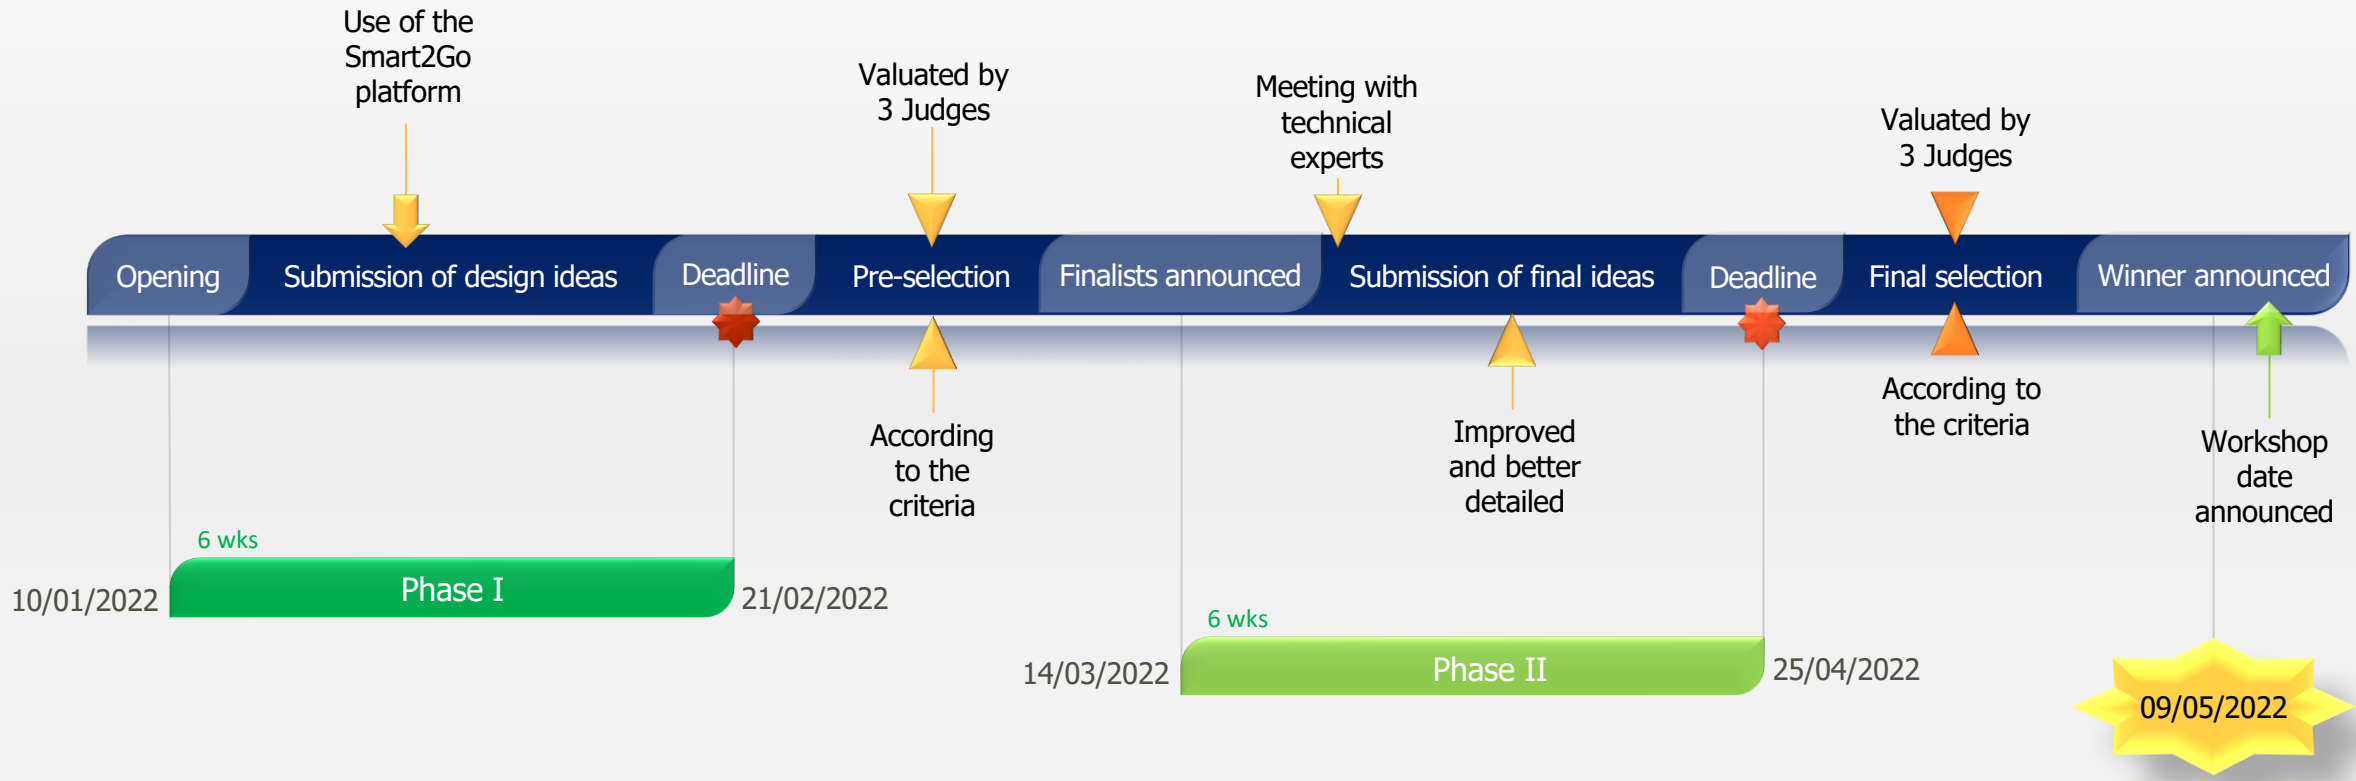 Use of the
Smart2Go
platform
Valuated by
3 Judges
Meeting with
technical
experts
Valuated by
3 Judges
Opening
Submission of design ideas
Deadline
Pre-selection
Finalists announced
Submission of final ideas
Deadline
Final selection
Winner announced
According
to the
criteria
Improved
and better
detailed
According to
the criteria
Workshop
date
announced
6 wks
Phase I
10/01/2022
21/02/2022
6 wks
Phase II
14/03/2022
25/04/2022
09/05/2022